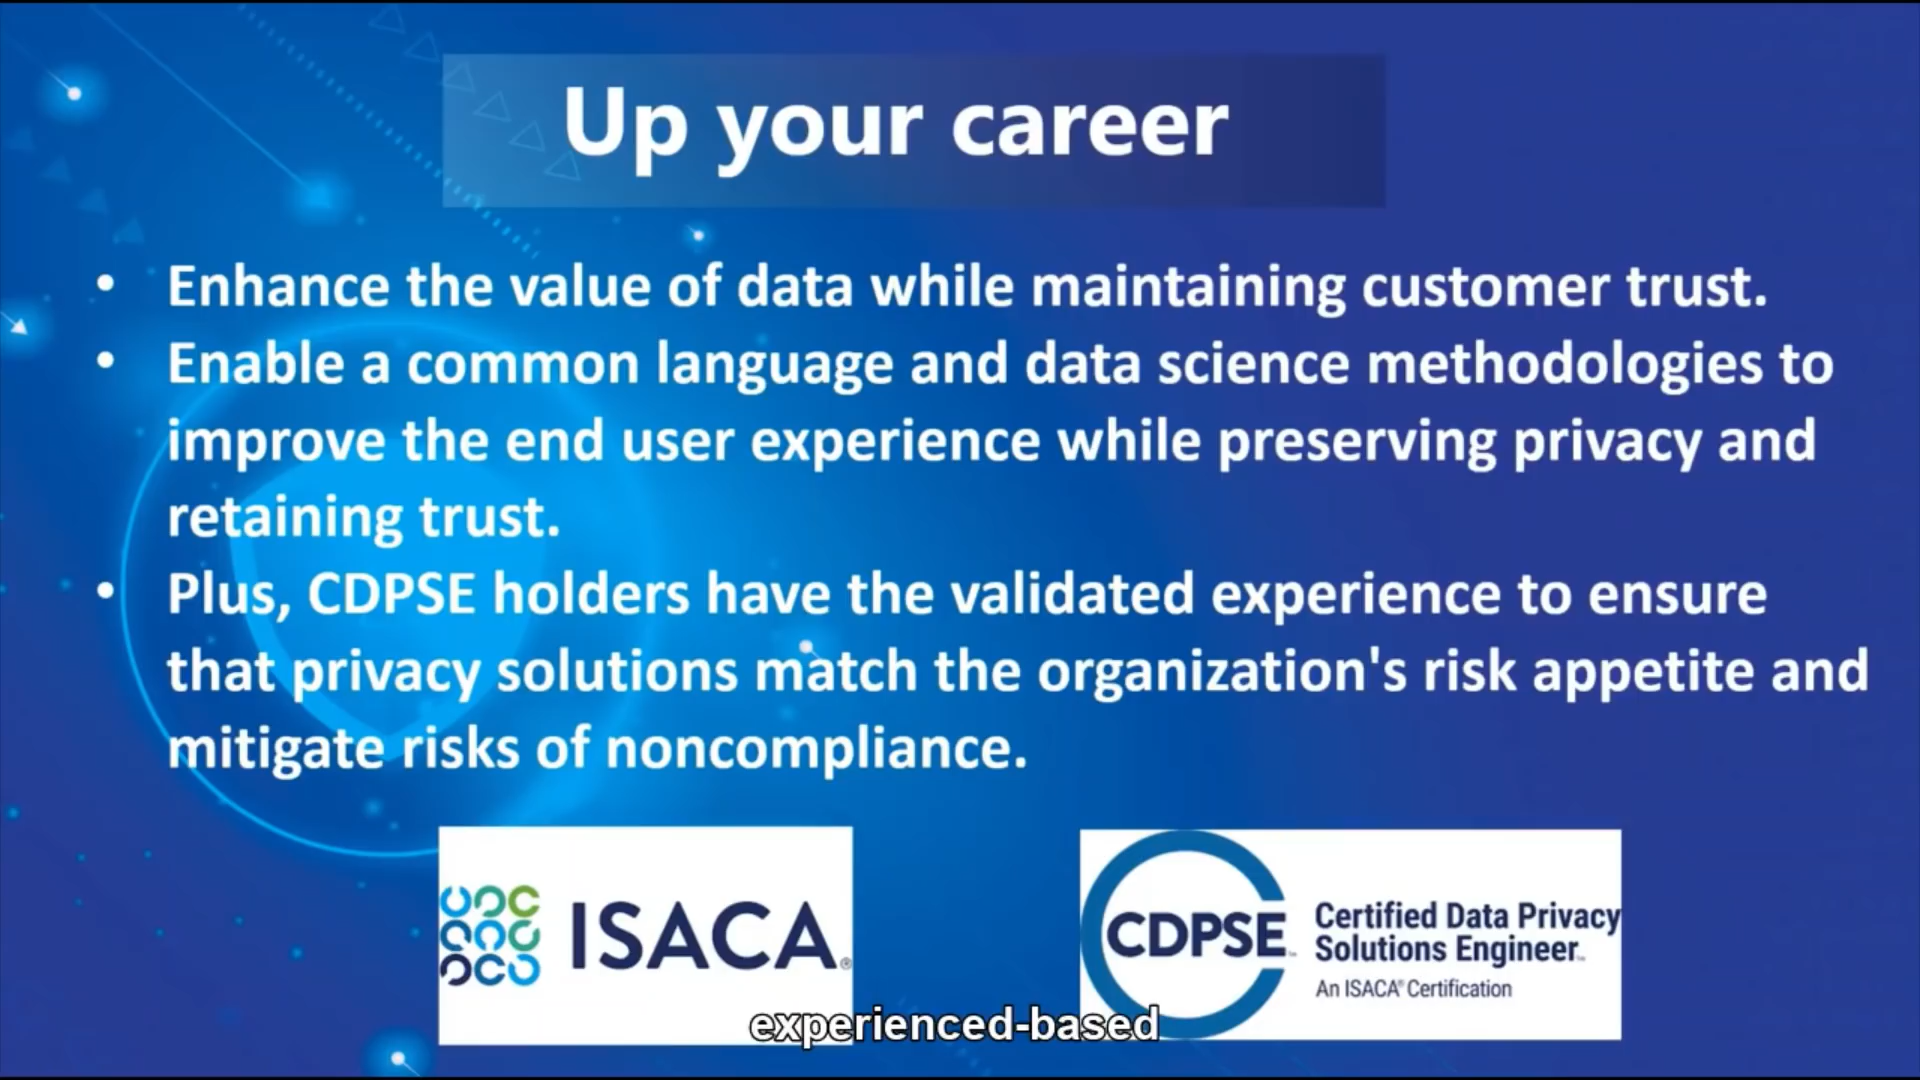 Up your career
• Enhance the value of data while maintaining customer trust.
• Enable a common language and data science methodologies to
improve the end user experience while preserving privacy and
retaining trust.
• Plus, CDPSE holders have the validated experience to ensure
that privacy solutions match the organization's risk appetite and
mitigate risks of noncompliance.
ISACA®
CDPSE™
Certified Data Privacy
Solutions Engineer™
An ISACA® Certification
experienced-based